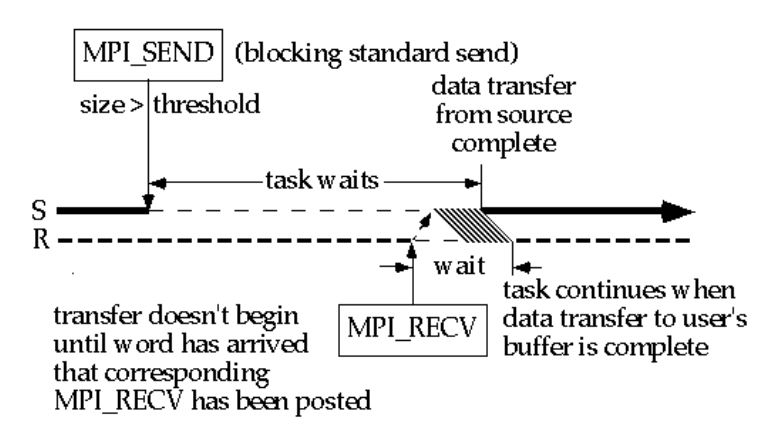 MPI_SEND (blocking standard send)
size > threshold
data transfer
from source
complete
task waits
S
R
wait
MPI_RECV
task continues when
data transfer to user's
buffer is complete
transfer doesn't begin
until word has arrived
that corresponding
MPI_RECV has been posted